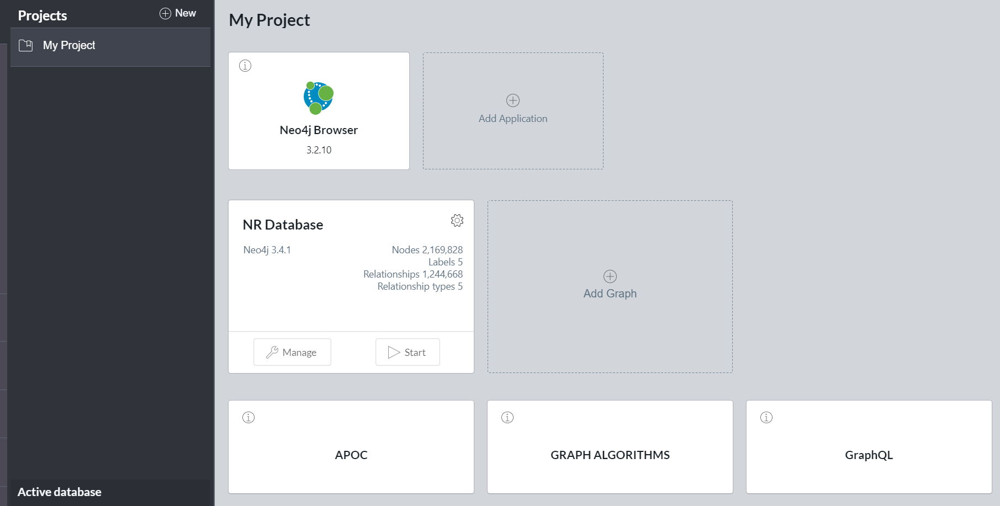 Projects
New
My Project
Active database
My Project
Neo4j Browser
3.2.10
Add Application
NR Database
Neo4j 3.4.1
Nodes 2,169,828
Labels 5
Relationships 1,244,668
Relationship types 5
Manage
Start
Add Graph
APOC
GRAPH ALGORITHMS
GraphQL